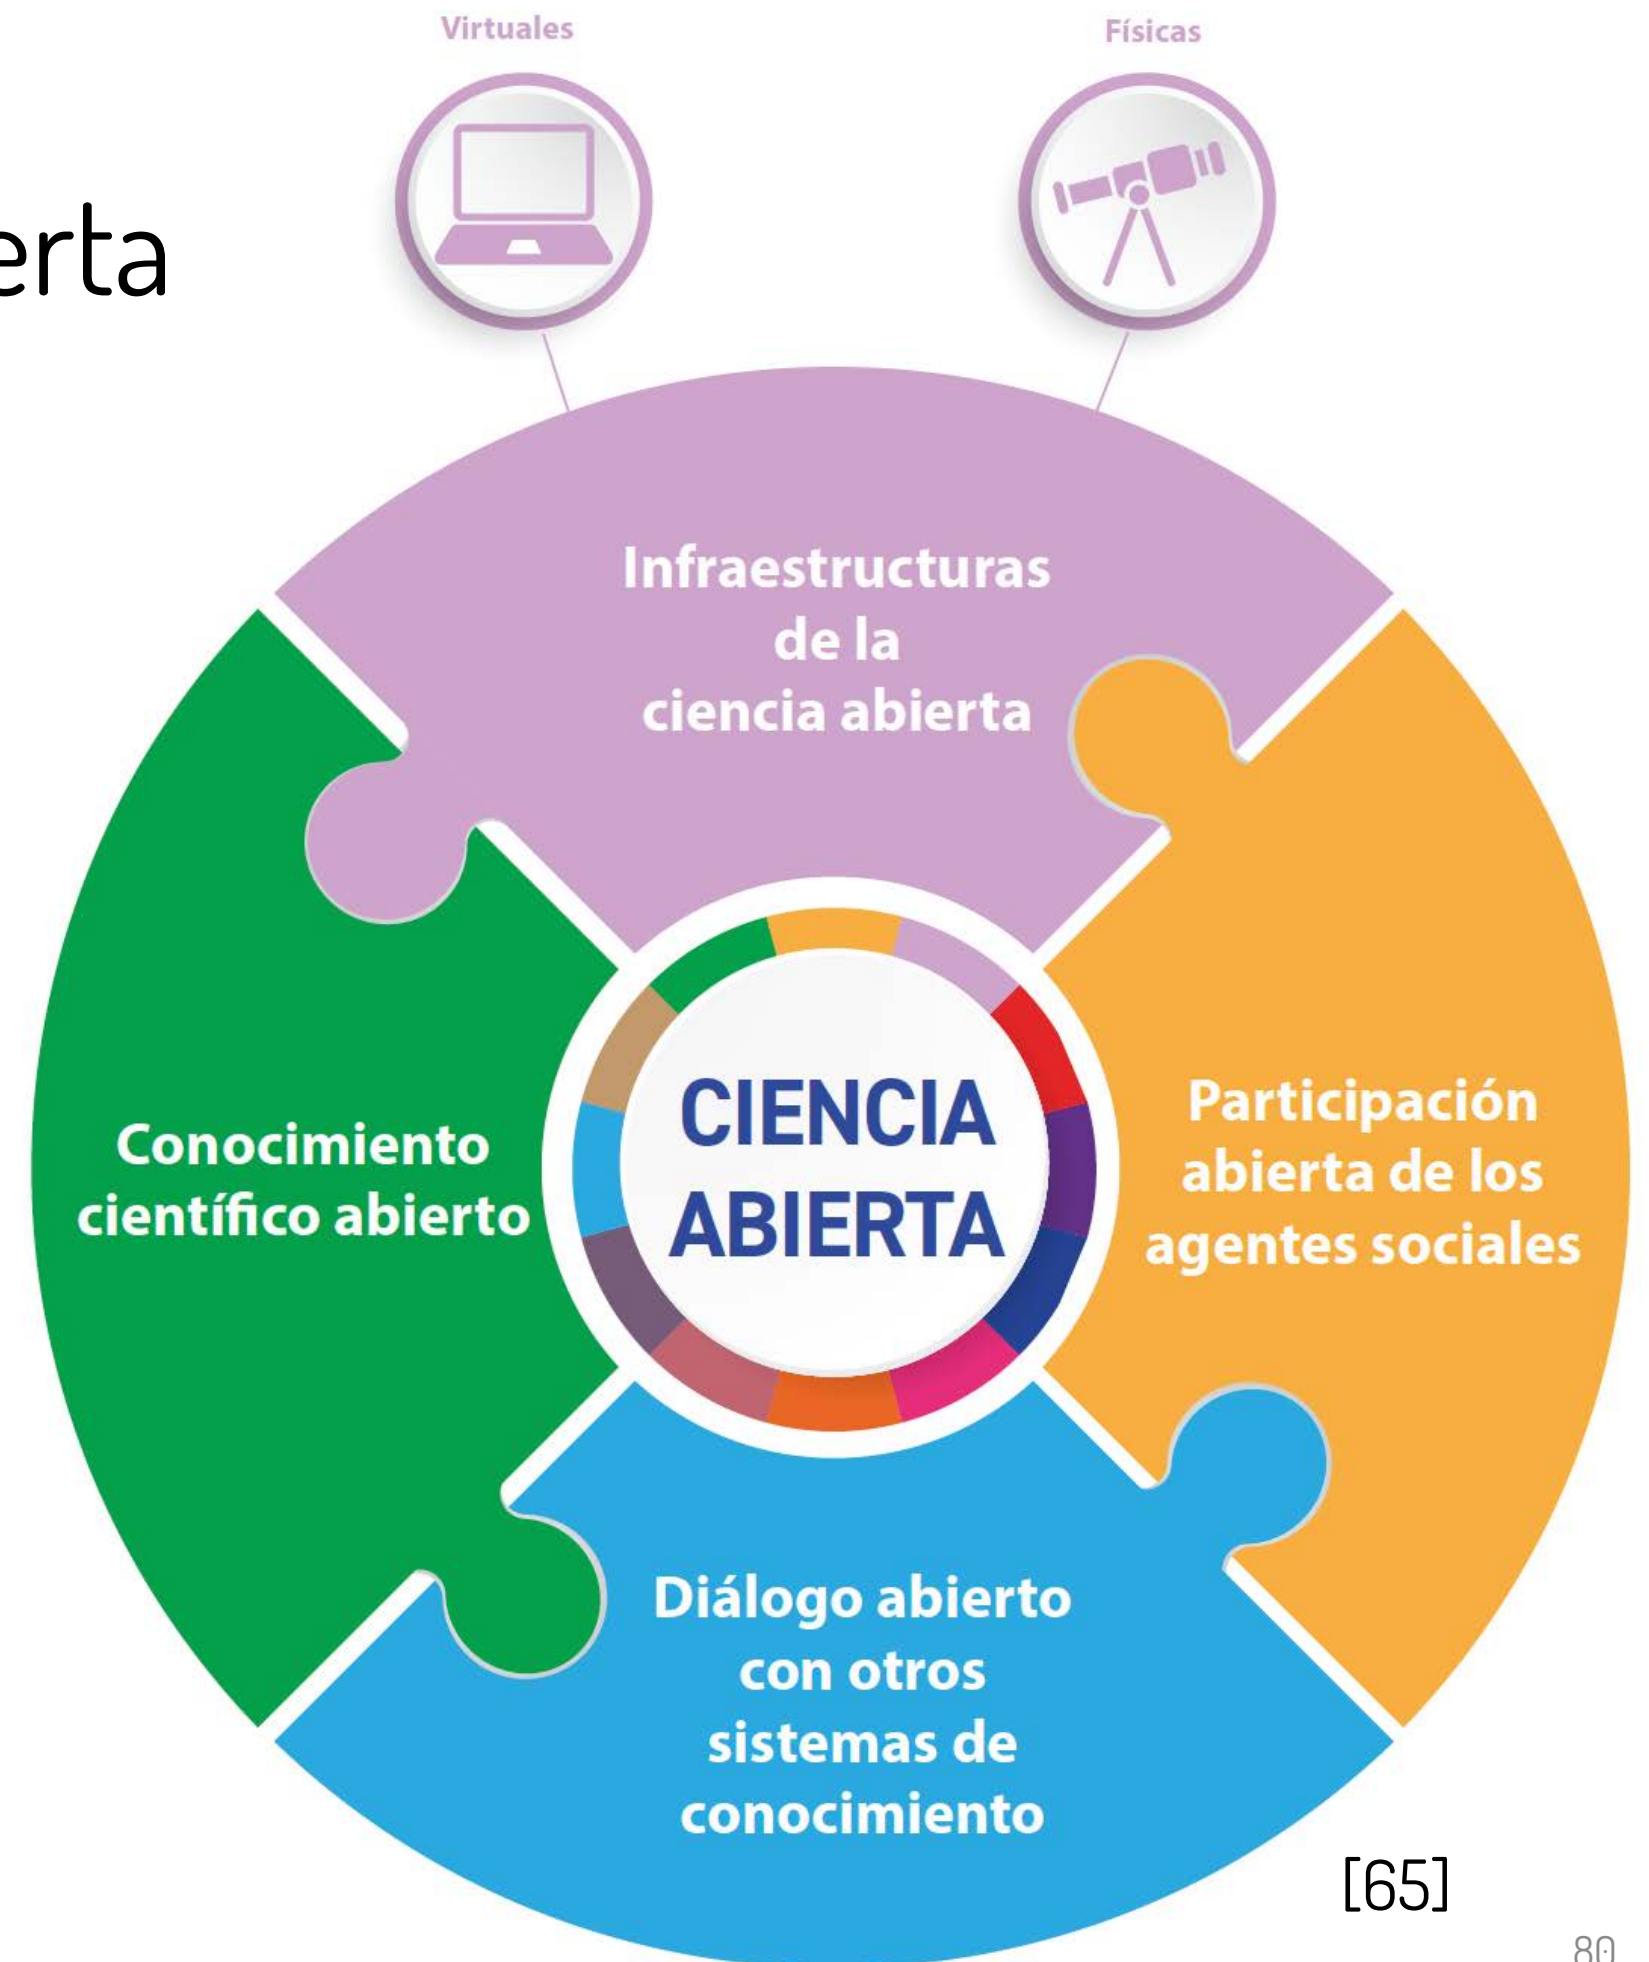 Virtuales
Físicas
erta
Infraestructuras
de la
ciencia abierta
Conocimiento
científico abierto
CIENCIA
ABIERTA
Participación
abierta de los
agentes sociales
Diálogo abierto
con otros
sistemas de
conocimiento
[65]
80